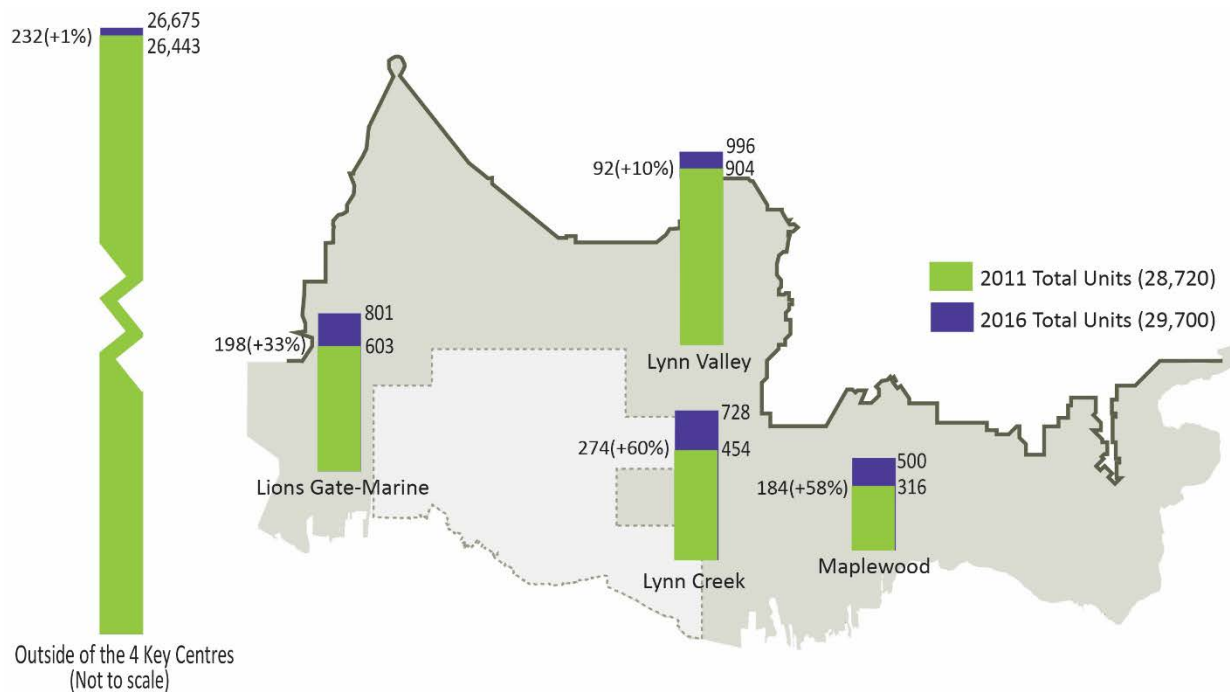 232(+1%)
26,675
26,443
Outside of the 4 Key Centres
(Not to scale)
198(+33%)
801
603
Lions Gate-Marine
92(+10%)
996
904
Lynn Valley
274(+60%)
728
454
Lynn Creek
184(+58%)
500
316
Maplewood
2011 Total Units (28,720)
2016 Total Units (29,700)